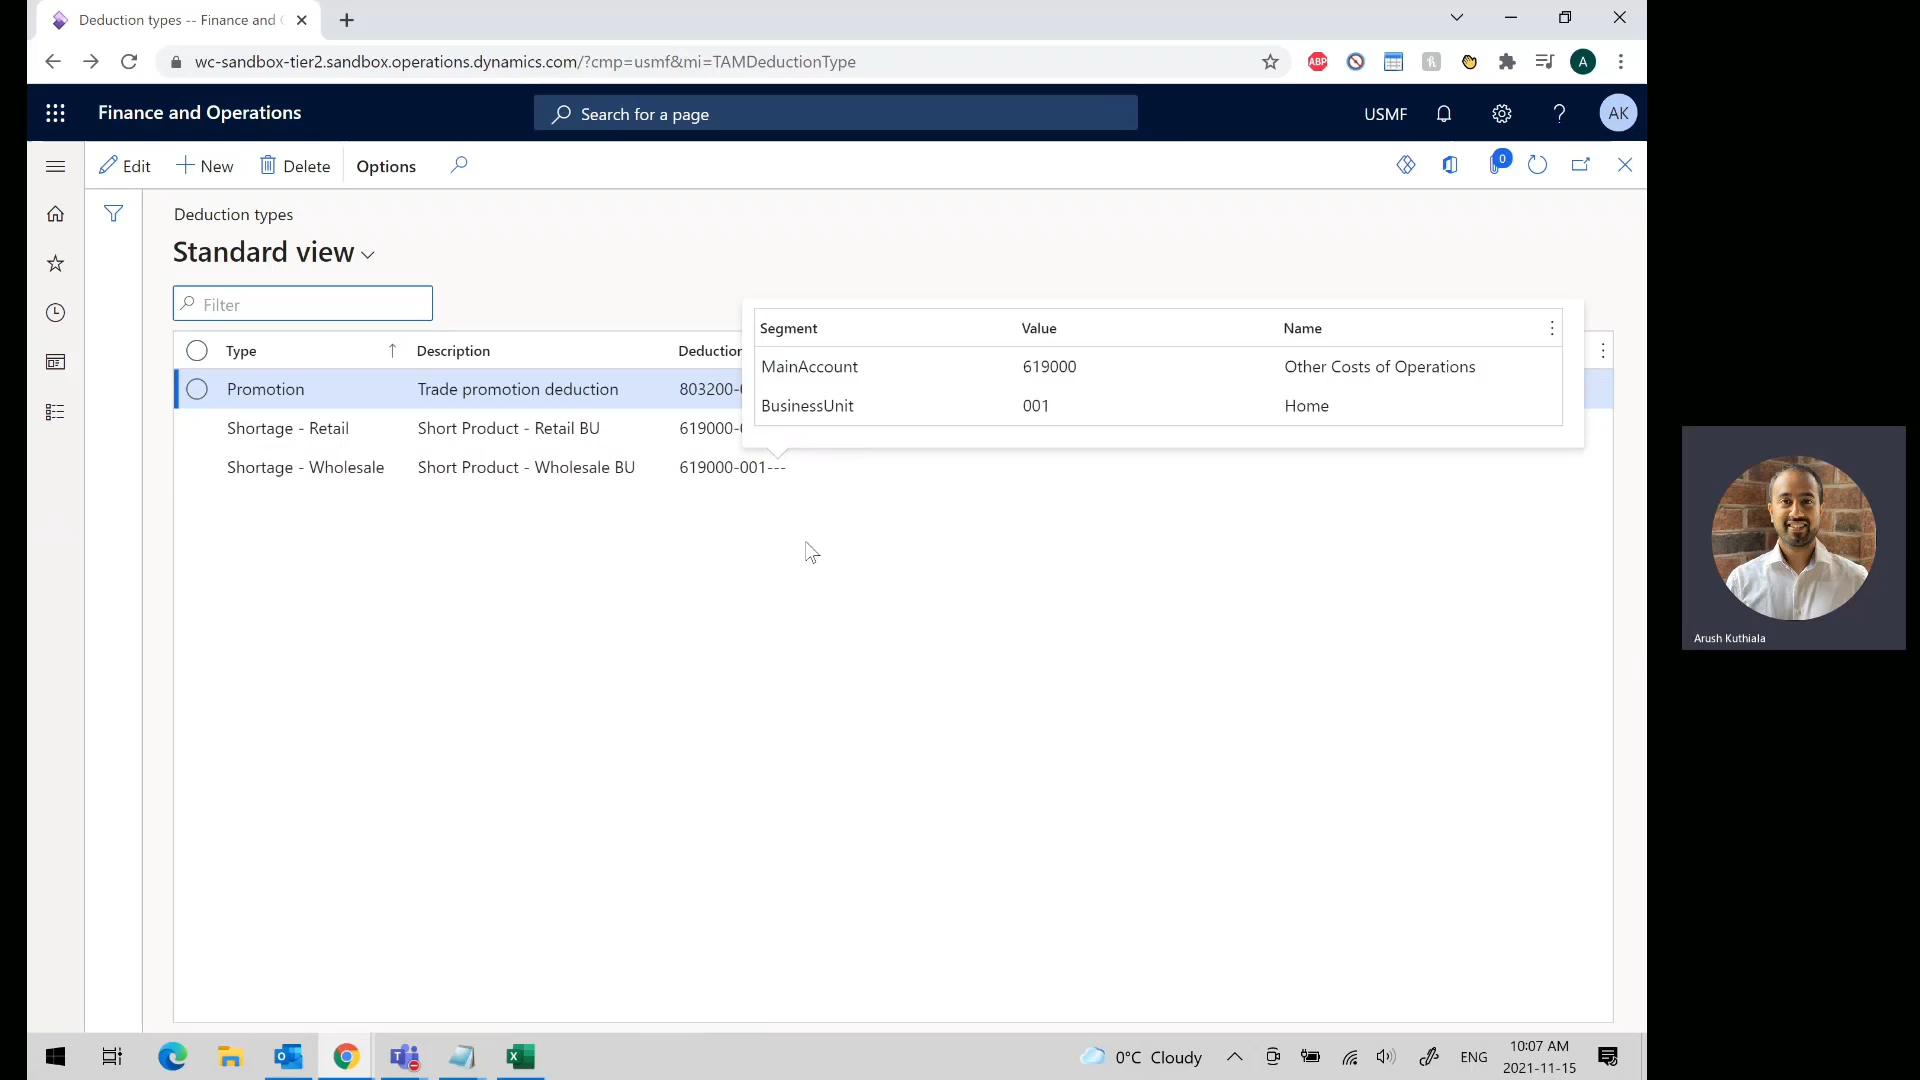 Deduction types -- Finance and
wc-sandbox-tier2.sandbox.operations.dynamics.com/?cmp=usmf&mi=TAMDeductionType
ABP
A
Finance and Operations
Search for a page
USMF
?
AK
Edit
New
Delete
Options
0
Deduction types
Standard view
Filter
Segment Value Name
MainAccount 619000 Other Costs of Operations
BusinessUnit 001 Home
Type Description Deduction
Promotion Trade promotion deduction 803200-
Shortage - Retail Short Product - Retail BU 619000-
Shortage - Wholesale Short Product - Wholesale BU 619000-001---
Arush Kuthiala
0°C Cloudy
ENG
10:07 AM
2021-11-15